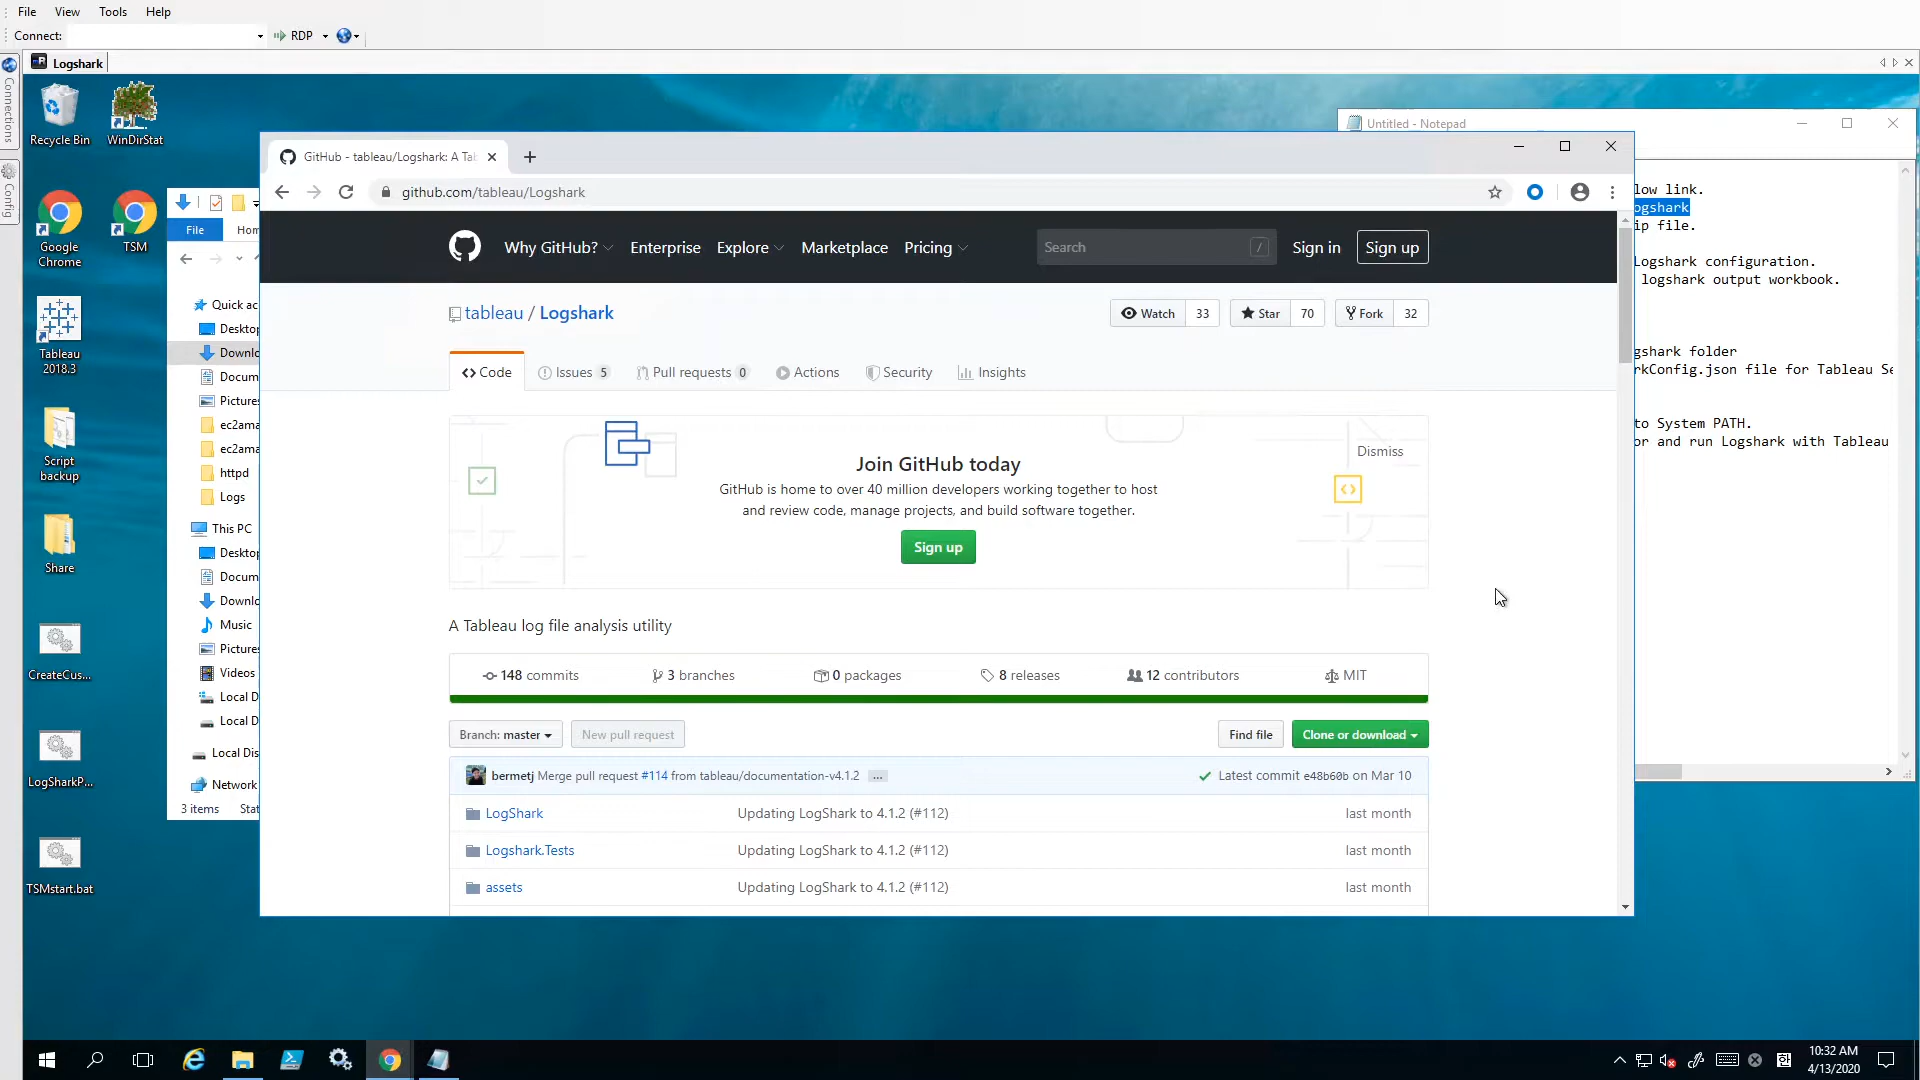 File View Tools Help
Connect: RDP
Logshark
Connections
Config
Recycle Bin
WinDirStat
Google
Chrome
TSM
Tableau
2018.3
Script
backup
Share
CreateCus...
LogSharkP...
TSMstart.bat
File
Quick
Desktop
ec2ama
ec2ama
httpd
Logs
This PC
Music
Pictures
Videos
Local D
Local D
Local Dis
Network
3 items
GitHub - tableau/Logshark: A Tab
github.com/tableau/Logshark
Why GitHub? Enterprise Explore Marketplace Pricing Search / Sign in Sign up
tableau / Logshark
Watch 33 Star 70 Fork 32
Code Issues 5 Pull requests 0 Actions Security Insights
Join GitHub today
Dismiss
GitHub is home to over 40 million developers working together to host
and review code, manage projects, and build software together.
Sign up
A Tableau log file analysis utility
148 commits 3 branches 0 packages 8 releases 12 contributors MIT
Branch: master New pull request Find file Clone or download
bermetj Merge pull request #114 from tableau/documentation-v4.1.2 ... Latest commit e48b60b on Mar 10
LogShark Updating LogShark to 4.1.2 (#112) last month
Logshark.Tests Updating LogShark to 4.1.2 (#112) last month
assets Updating LogShark to 4.1.2 (#112) last month
Untitled - Notepad
low link.
ogshark
ip file.
Logshark configuration.
logshark output workbook.
gshark folder
rkConfig.json file for Tableau Se
to System PATH.
or and run Logshark with Tableau
한
10:32 AM
4/13/2020